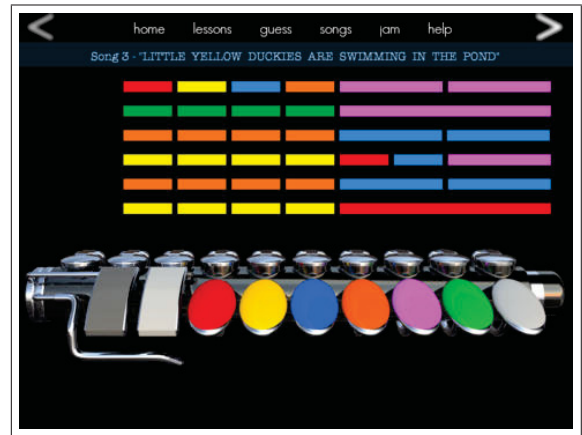 home lessons guess songs jam help
Song 3 - "LITTLE YELLOW DUCKIES ARE SWIMMING IN THE POND"